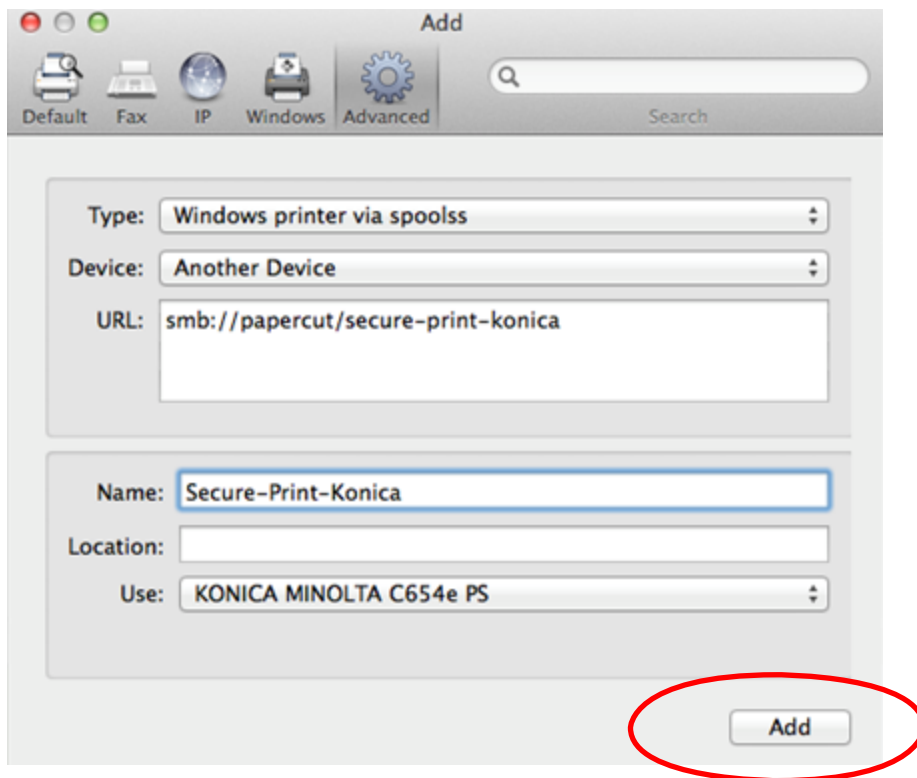 Add
Default Fax IP Windows Advanced Search
Type: Windows printer via spoolss
Device: Another Device
URL: smb://papercut/secure-print-konica
Name: Secure-Print-Konica
Location:
Use: KONICA MINOLTA C654e PS
Add